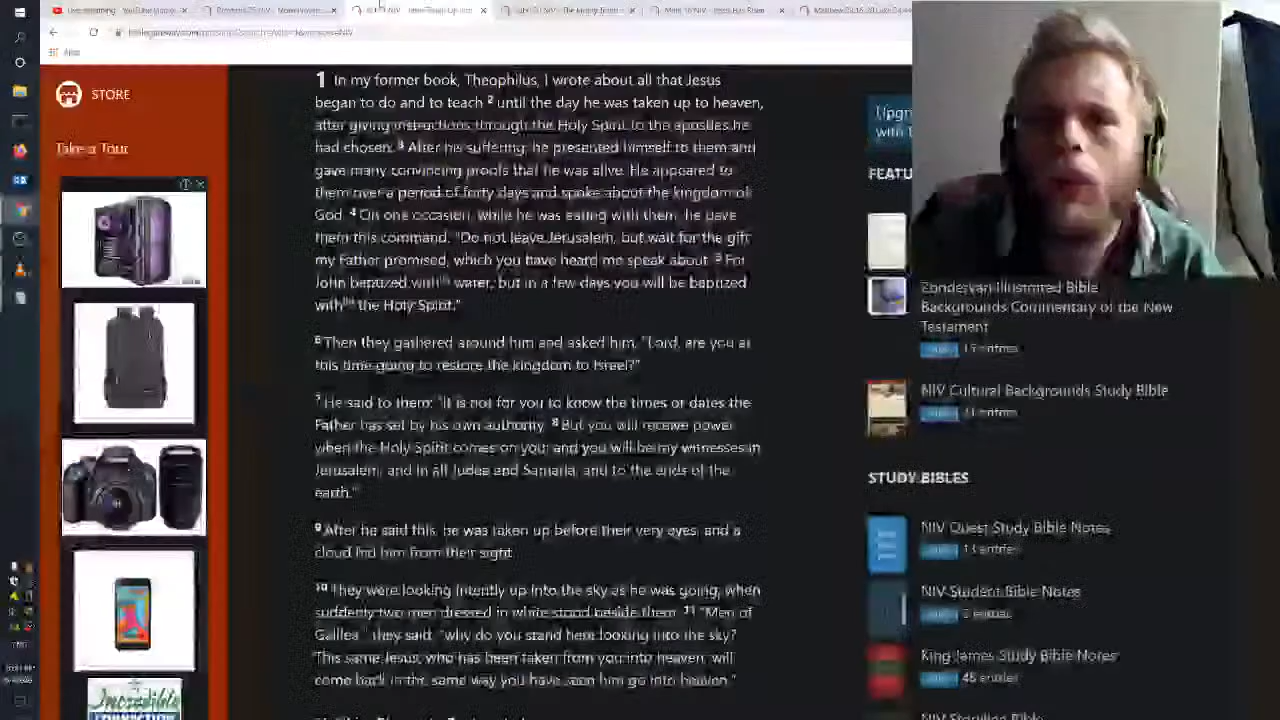 Mark 16 NIV
STORE
Take a Tour
1 In my former book, Theophilus, I wrote about all that Jesus
began to do and to teach 2 until the day he was taken up to heaven,
after giving instructions through the Holy Spirit to the apostles he
had chosen. 3 After his suffering, he presented himself to them and
gave many convincing proofs that he was alive. He appeared to
them over a period of forty days and spoke about the kingdom of
God. 4 On one occasion, while he was eating with them, he gave
them this command: "Do not leave Jerusalem, but wait for the gift
my Father promised, which you have heard me speak about. 5 For
John baptized with water, but in a few days you will be baptized
with the Holy Spirit."
6 Then they gathered around him and asked him, "Lord, are you at
this time going to restore the kingdom to Israel?"
7 He said to them: "It is not for you to know the times or dates the
Father has set by his own authority. 8 But you will receive power
when the Holy Spirit comes on you; and you will be my witnesses in
Jerusalem, and in all Judea and Samaria, and to the ends of the
earth."
9 After he said this, he was taken up before their very eyes, and a
cloud hid him from their sight.
10 They were looking intently up into the sky as he was going, when
suddenly two men dressed in white stood beside them. 11 "Men of
Galilee," they said, "why do you stand here looking into the sky?
This same Jesus, who has been taken from you into heaven, will
come back in the same way you have seen him go into heaven."
Upgr
FEATU
Zondervan Illustrated Bible
Backgrounds Commentary of the New
Testament
entries
NIV Cultural Backgrounds Study Bible
entries
STUDY BIBLES
NIV Quest Study Bible Notes
entries
NIV Student Bible Notes
entries
King James Study Bible Notes
48 entries
Incredible
CONNECTION